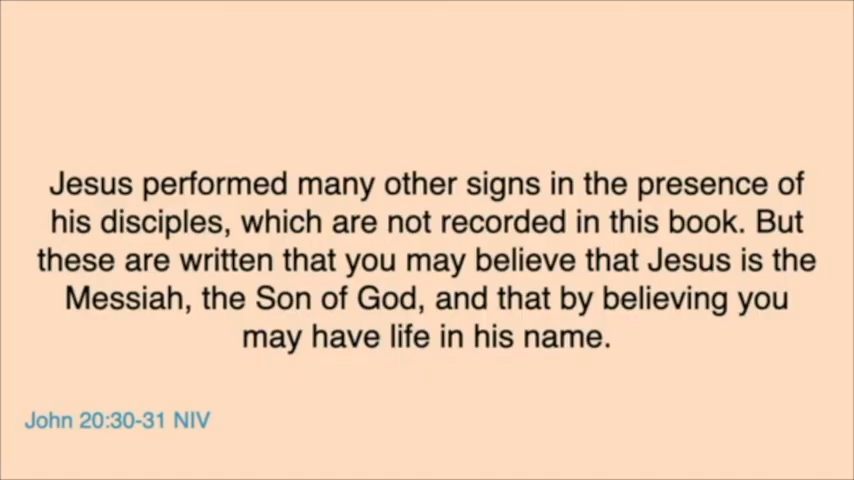 Jesus performed many other signs in the presence of
his disciples, which are not recorded in this book. But
these are written that you may believe that Jesus is the
Messiah, the Son of God, and that by believing you
may have life in his name.
John 20:30-31 NIV